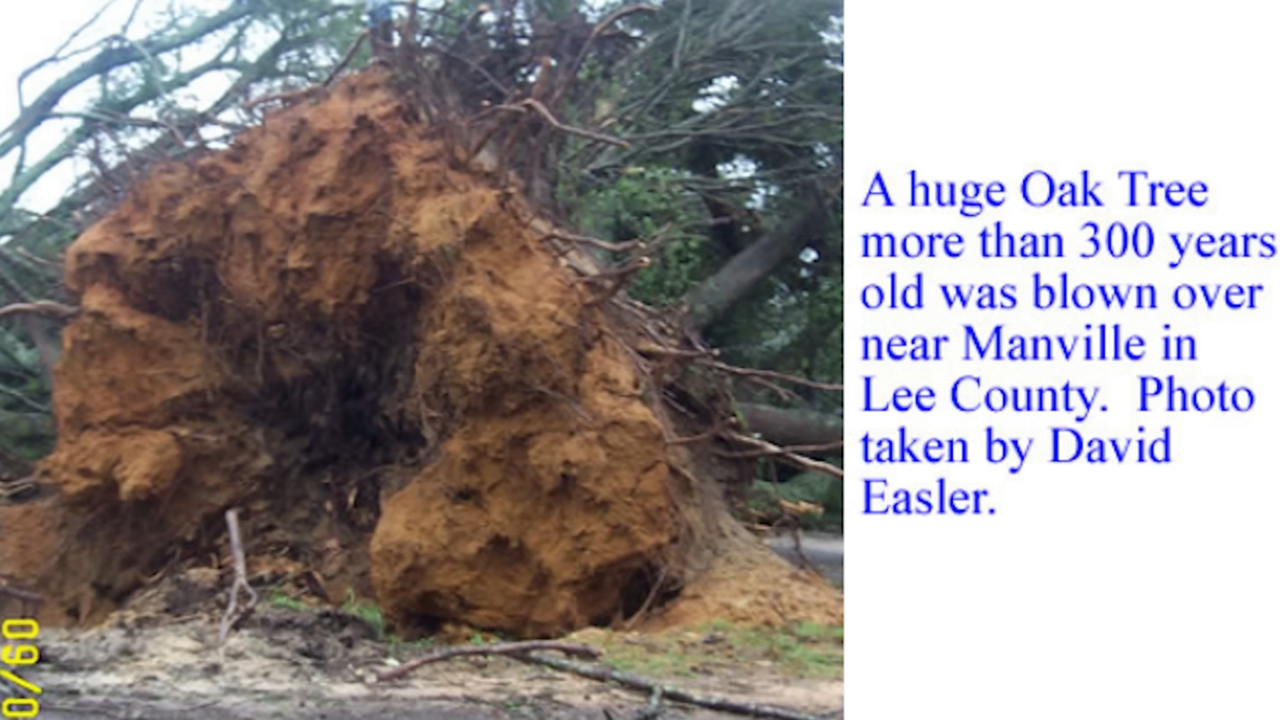 A huge Oak Tree
more than 300 years
old was blown over
near Manville in
Lee County.  Photo
taken by David
Easler.